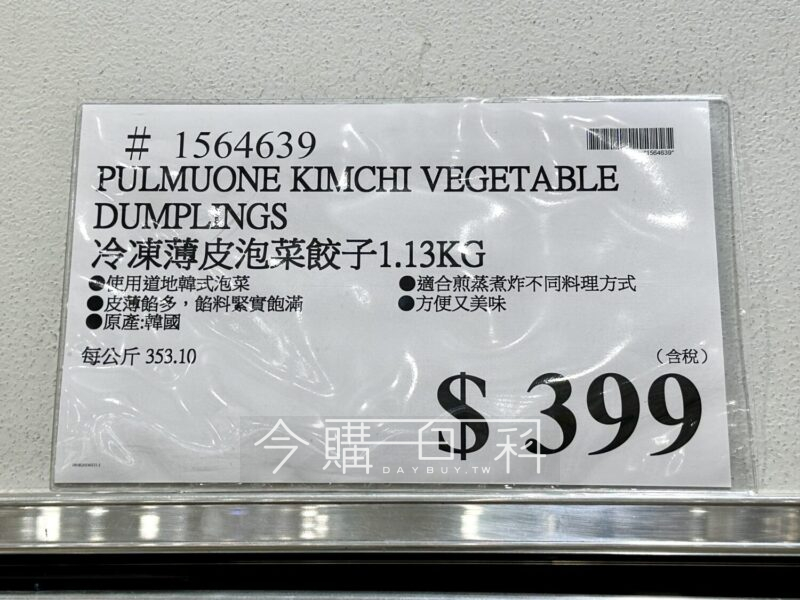 # 1564639
*1564639*
PULMUONE KIMCHI VEGETABLE
DUMPLINGS
冷凍薄皮泡菜餃子1.13KG
●使用道地韓式泡菜
●適合煎蒸煮炸不同料理方式
●皮薄餡多,餡料緊實飽滿
●方便又美味
●原產:韓國
每公斤 353.10
(含稅)
$ 399
今購百科
DAYBUY.TW